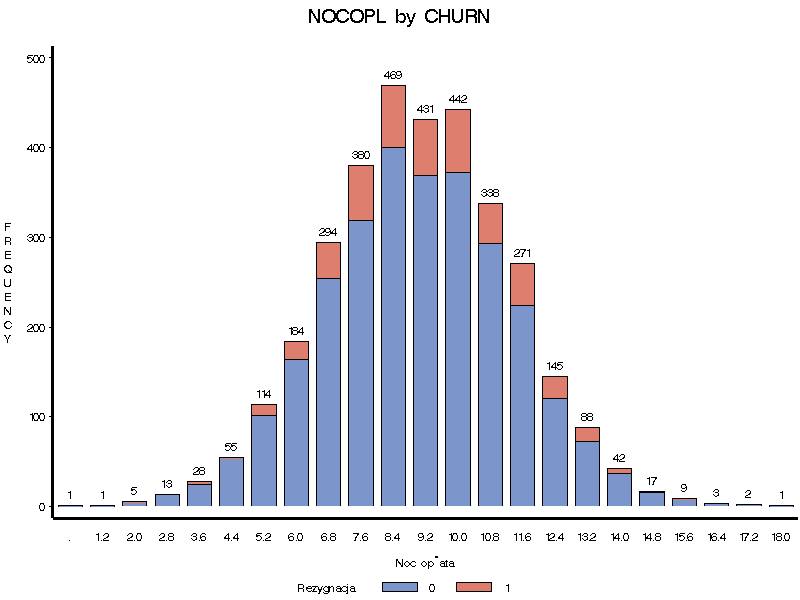 NOCOPL by CHURN
500
400
300
200
100
0
FREQUENCY
1 1 5 13 28 55 114 184 294 380 469 431 442 338 271 145 88 42 17 9 3 2 1
. 1.2 2.0 2.8 3.6 4.4 5.2 6.0 6.8 7.6 8.4 9.2 10.0 10.8 11.6 12.4 13.2 14.0 14.8 15.6 16.4 17.2 18.0
Noc op˝ata
Rezygnacja 0 1